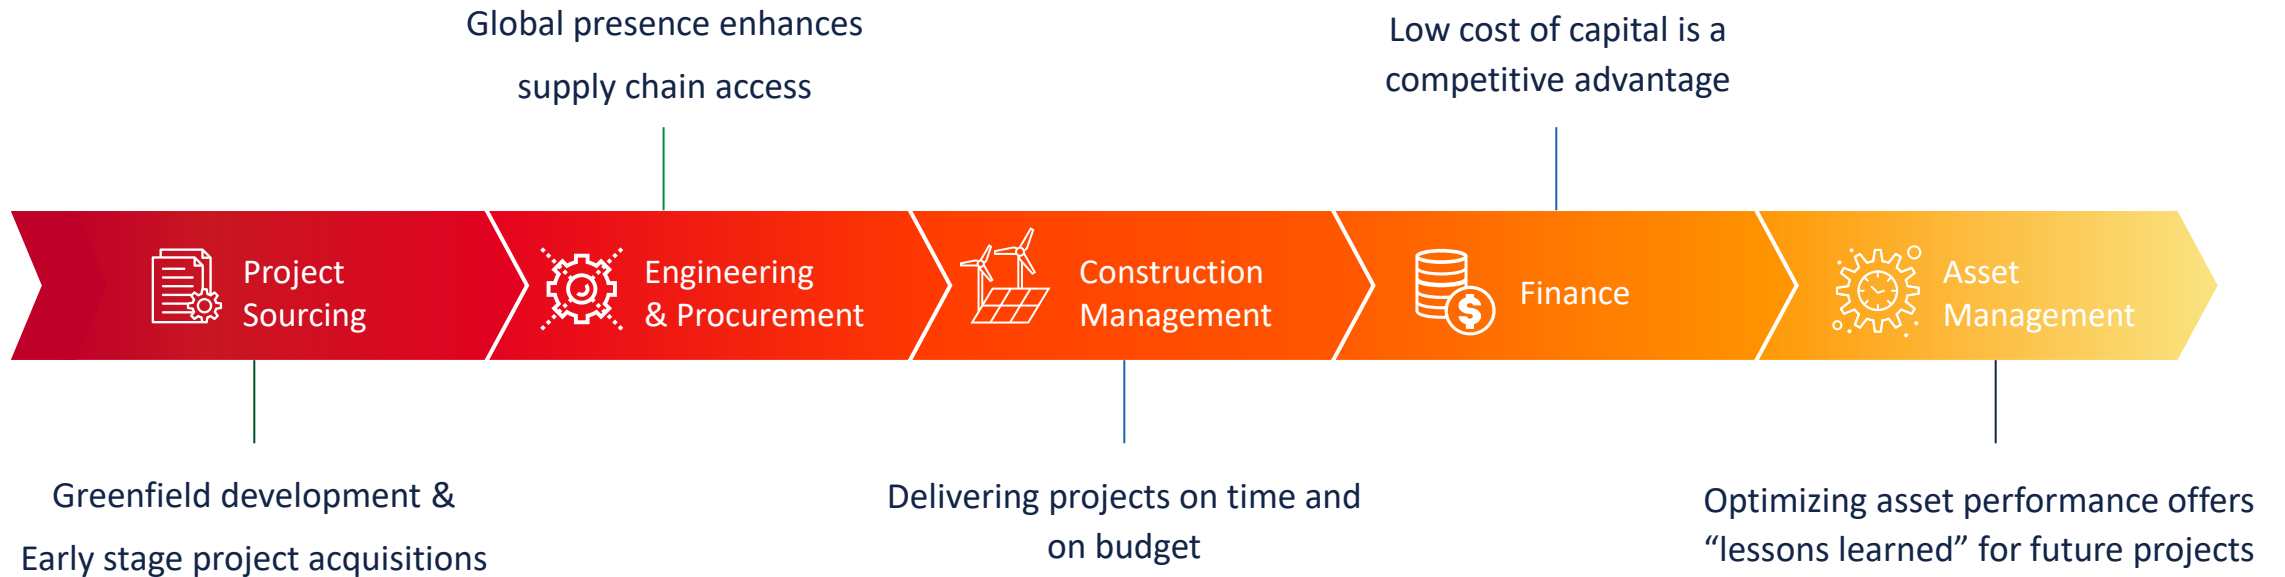 Global presence enhances
supply chain access
Low cost of capital is a
competitive advantage
Project
Sourcing
Engineering
& Procurement
Construction
Management
$
Finance
Asset
Management
Greenfield development &
Early stage project acquisitions
Delivering projects on time and
on budget
Optimizing asset performance offers
“lessons learned” for future projects